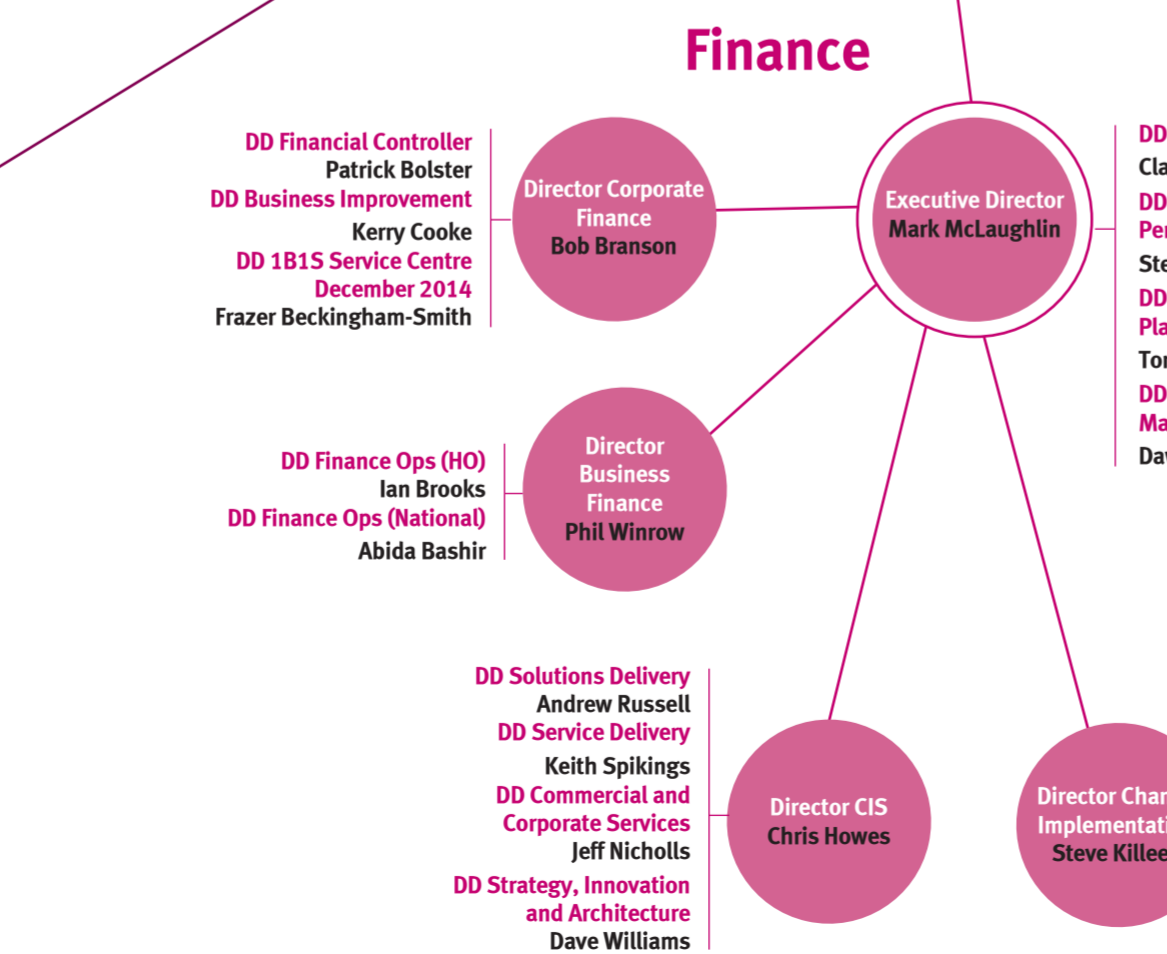 Finance
DD Financial Controller
Patrick Bolster
DD Business Improvement
Kerry Cooke
DD 1B1S Service Centre
December 2014
Frazer Beckingham-Smith
Director Corporate
Finance
Bob Branson
Executive Director
Mark McLaughlin
DD
DD
DD
DD
DD Finance Ops (HO)
Ian Brooks
DD Finance Ops (National)
Abida Bashir
Director
Business
Finance
Phil Winrow
DD Solutions Delivery
Andrew Russell
DD Service Delivery
Keith Spikings
DD Commercial and
Corporate Services
Jeff Nicholls
DD Strategy, Innovation
and Architecture
Dave Williams
Director CIS
Chris Howes
Director
Steve